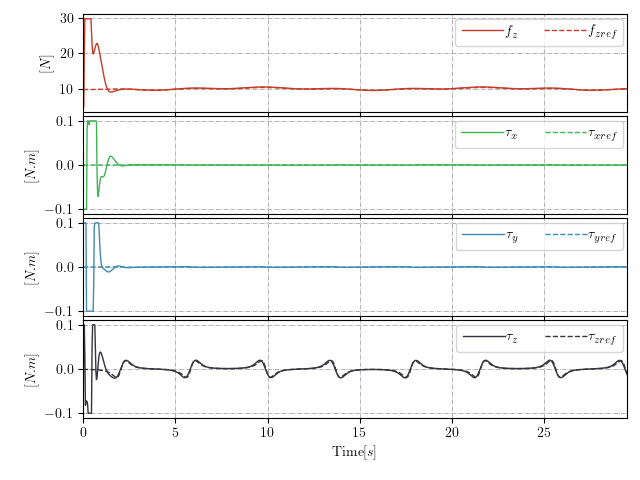 30
20
10
[N]
f_z
f_zref
0.1
0.0
−0.1
[N.m]
τ_x
τ_xref
0.1
0.0
−0.1
[N.m]
τ_y
τ_yref
0.1
0.0
−0.1
[N.m]
τ_z
τ_zref
0 5 10 15 20 25
Time[s]